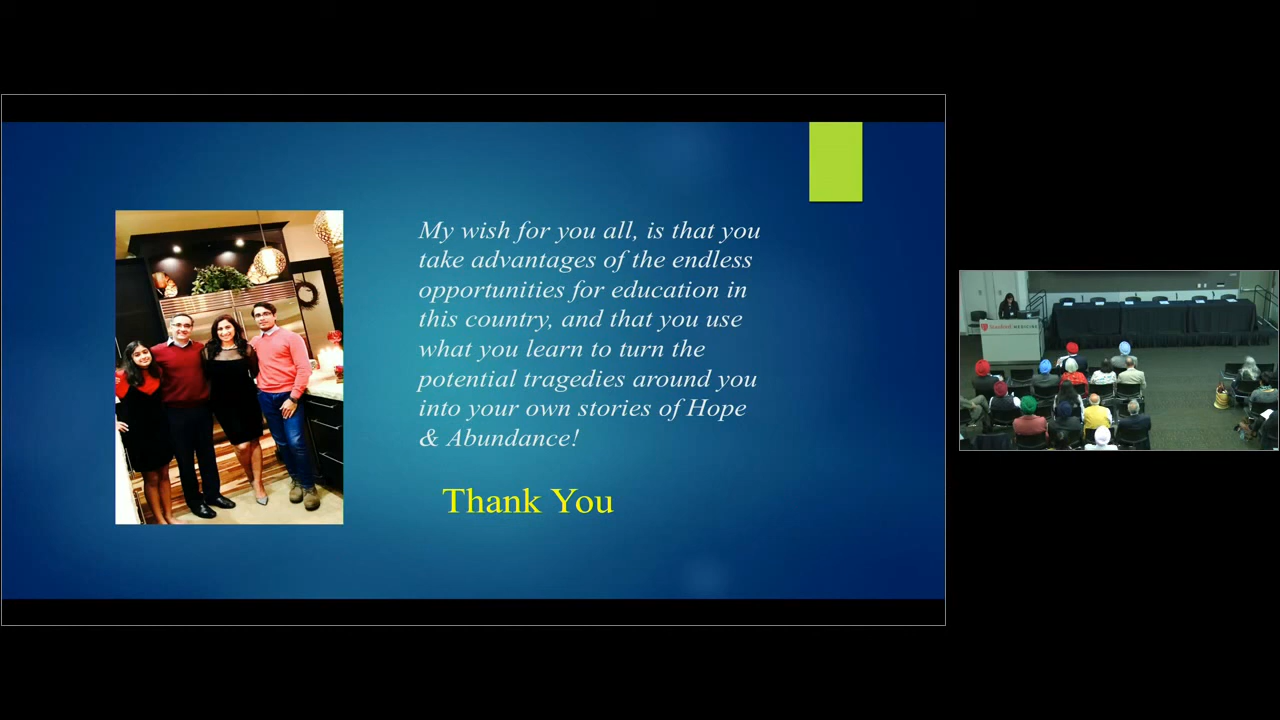 My wish for you all, is that you
take advantages of the endless
opportunities for education in
this country, and that you use
what you learn to turn the
potential tragedies around you
into your own stories of Hope
& Abundance!
Thank You
Stanford MEDICINE